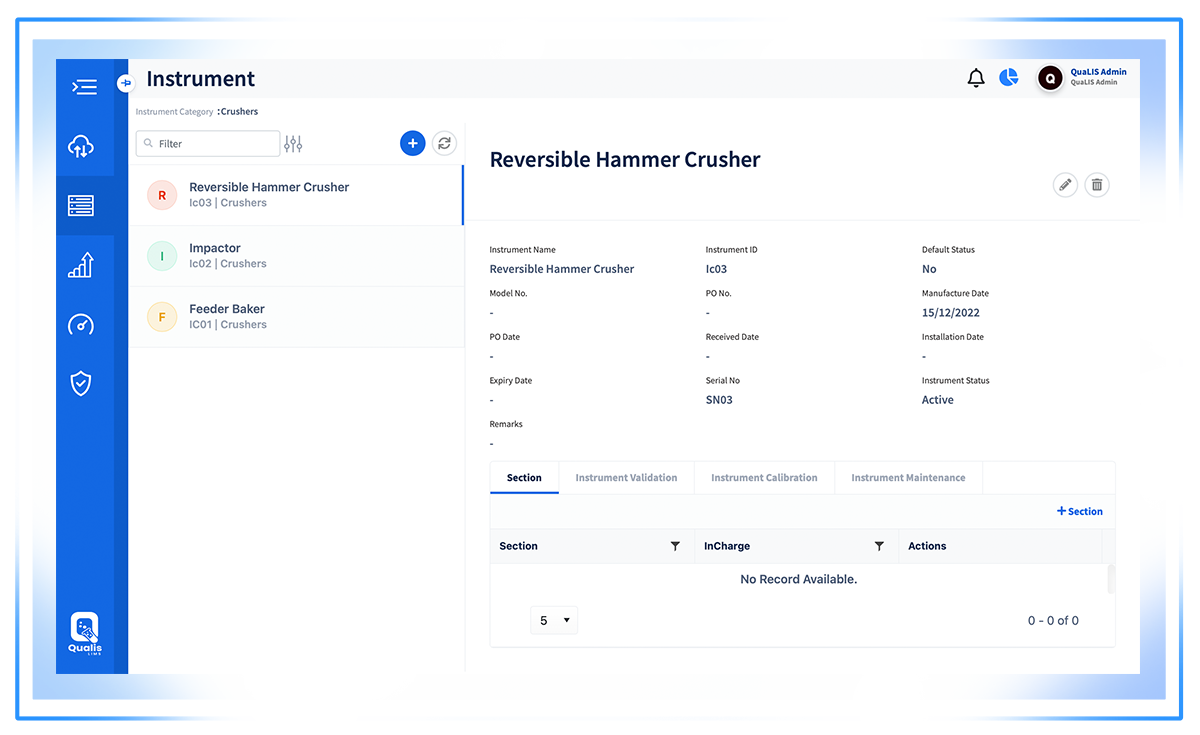 Instrument
QuaLIS Admin
QuaLIS Admin
Q
Instrument Category : Crushers
Filter
Reversible Hammer Crusher
R
Reversible Hammer Crusher
Ic03 | Crushers
I
Impactor
Ic02 | Crushers
F
Feeder Baker
IC01 | Crushers
Instrument Name
Instrument ID
Default Status
Reversible Hammer Crusher
Ic03
No
Model No.
PO No.
Manufacture Date
-
-
15/12/2022
PO Date
Received Date
Installation Date
-
-
-
Expiry Date
Serial No
Instrument Status
-
SN03
Active
Remarks
-
Section
Instrument Validation
Instrument Calibration
Instrument Maintenance
+ Section
Section
InCharge
Actions
No Record Available.
5
0 - 0 of 0
Qualis
LIMS